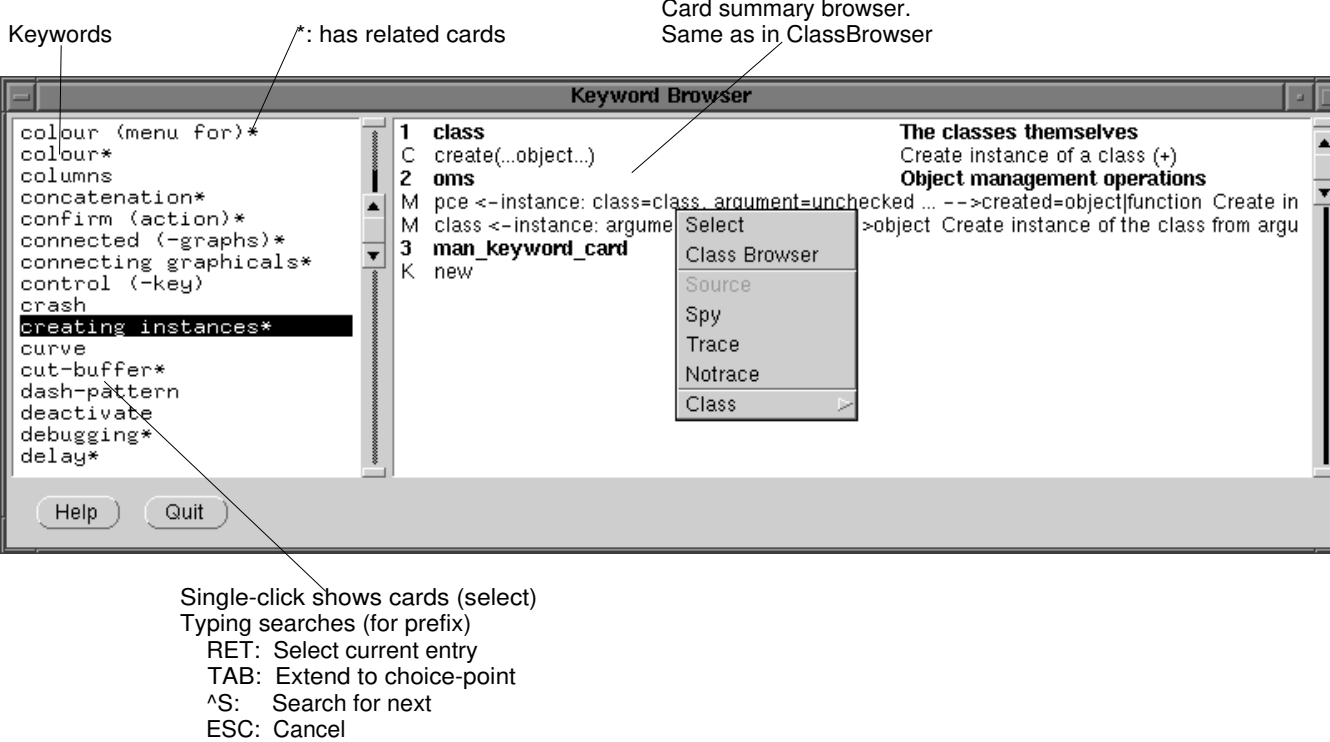 Card summary browser.
Keywords
*: has related cards
Same as in ClassBrowser
Keyword Browser
colour (menu for)*
colour*
columns
concatenation*
confirm (action)*
connected (-graphs)*
connecting graphicals*
control (-key)
crash
creating instances*
curve
cut-buffer*
dash-pattern
deactivate
debugging*
delay*
1 class The classes themselves
C create(...object...) Create instance of a class (+)
2 oms Object management operations
M pce <-instance: class=class, argument=unchecked ... -->created=object|function Create in
M class <-instance: argume >object Create instance of the class from argu
3 man_keyword_card
K new
Select
Class Browser
Source
Spy
Trace
Notrace
Class
Help
Quit
Single-click shows cards (select)
Typing searches (for prefix)
RET: Select current entry
TAB: Extend to choice-point
^S: Search for next
ESC: Cancel